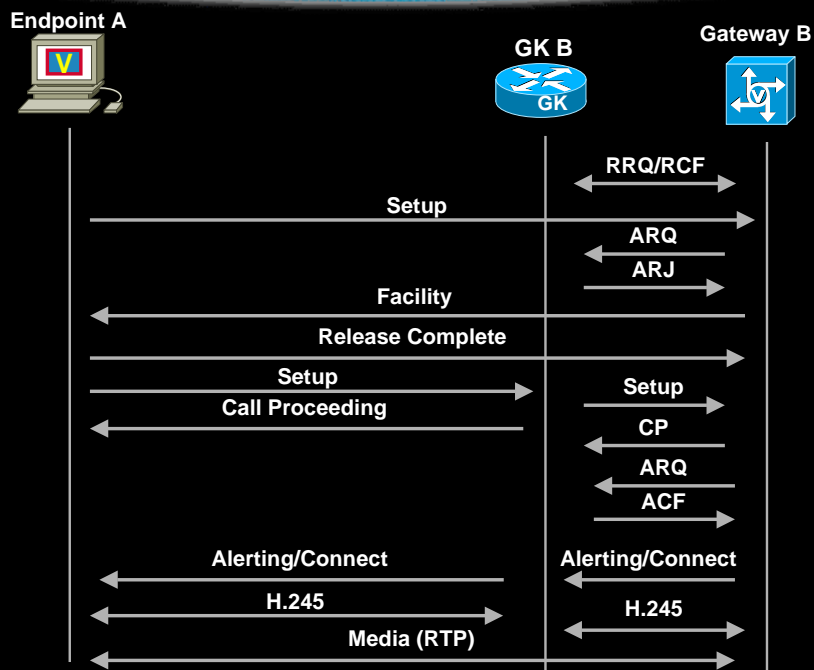 Endpoint A
GK B
Gateway B
V
GK
V
RRQ/RCF
Setup
ARQ
ARJ
Facility
Release Complete
Setup
Setup
Call Proceeding
CP
ARQ
ACF
Alerting/Connect
Alerting/Connect
H.245
H.245
Media (RTP)